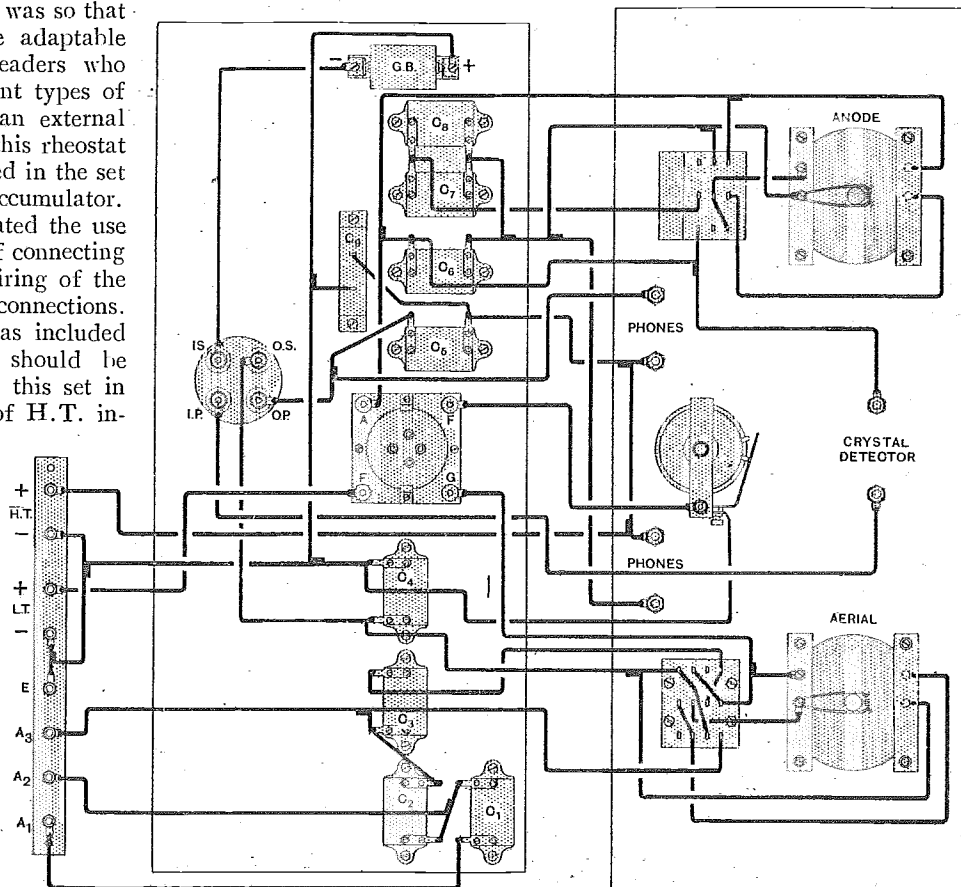 was so that
e adaptable
eaders who
nt types of
an external
his rheostat
ed in the set
ccumulator.
ated the use
f connecting
iring of the
connections.
as included
should be
this set in
of H.T. in-
− G.B. +
C8
C7
C9
C6
C5
ANODE
PHONES
I.S. O.S.
I.P. O.P.
A F
F G
CRYSTAL
DETECTOR
PHONES
+
H.T.
−
+
L.T.
−
E
A3
A2
A1
C4
C3
C2 C1
AERIAL